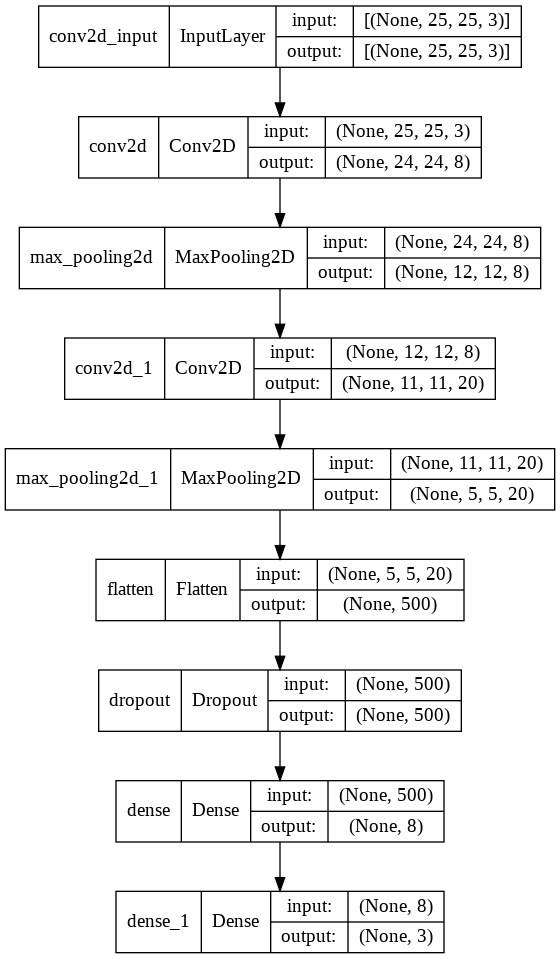 conv2d_input InputLayer input: [(None, 25, 25, 3)]
output: [(None, 25, 25, 3)]
conv2d Conv2D input: (None, 25, 25, 3)
output: (None, 24, 24, 8)
max_pooling2d MaxPooling2D input: (None, 24, 24, 8)
output: (None, 12, 12, 8)
conv2d_1 Conv2D input: (None, 12, 12, 8)
output: (None, 11, 11, 20)
max_pooling2d_1 MaxPooling2D input: (None, 11, 11, 20)
output: (None, 5, 5, 20)
flatten Flatten input: (None, 5, 5, 20)
output: (None, 500)
dropout Dropout input: (None, 500)
output: (None, 500)
dense Dense input: (None, 500)
output: (None, 8)
dense_1 Dense input: (None, 8)
output: (None, 3)